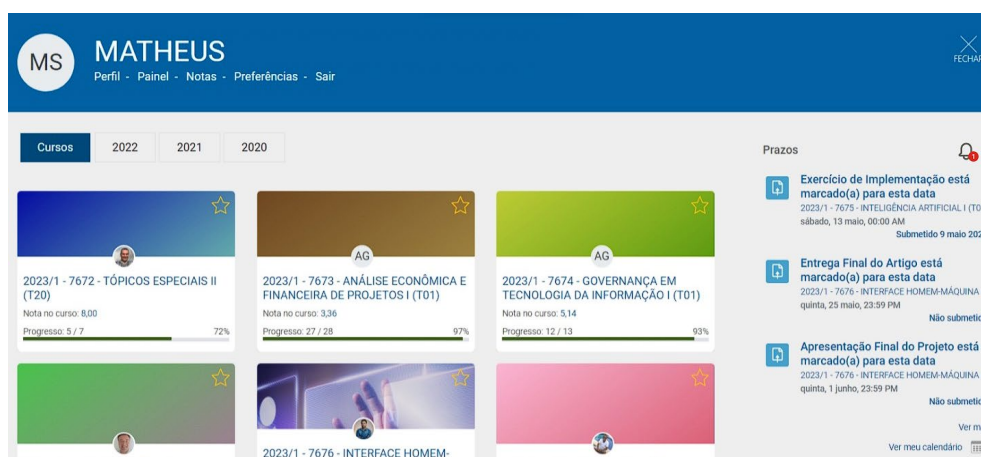 MS
MATHEUS
Perfil - Painel - Notas - Preferências - Sair
FECHAR
Cursos
2022
2021
2020
2023/1 - 7672 - TÓPICOS ESPECIAIS II
(T20)
Nota no curso: 8,00
Progresso: 5 / 7
72%
AG
2023/1 - 7673 - ANÁLISE ECONÔMICA E
FINANCEIRA DE PROJETOS I (T01)
Nota no curso: 3,36
Progresso: 27 / 28
97%
AG
2023/1 - 7674 - GOVERNANÇA EM
TECNOLOGIA DA INFORMAÇÃO I (T01)
Nota no curso: 5,14
Progresso: 12 / 13
93%
2023/1 - 7676 - INTERFACE HOMEM-
Prazos
1
Exercício de Implementação está
marcado(a) para esta data
2023/1 - 7675 - INTELIGÊNCIA ARTIFICIAL I (T0
sábado, 13 maio, 00:00 AM
Submetido 9 maio 202
Entrega Final do Artigo está
marcado(a) para esta data
2023/1 - 7676 - INTERFACE HOMEM-MÁQUINA
quinta, 25 maio, 23:59 PM
Não submetid
Apresentação Final do Projeto está
marcado(a) para esta data
2023/1 - 7676 - INTERFACE HOMEM-MÁQUINA
quinta, 1 junho, 23:59 PM
Não submetid
Ver m
Ver meu calendário